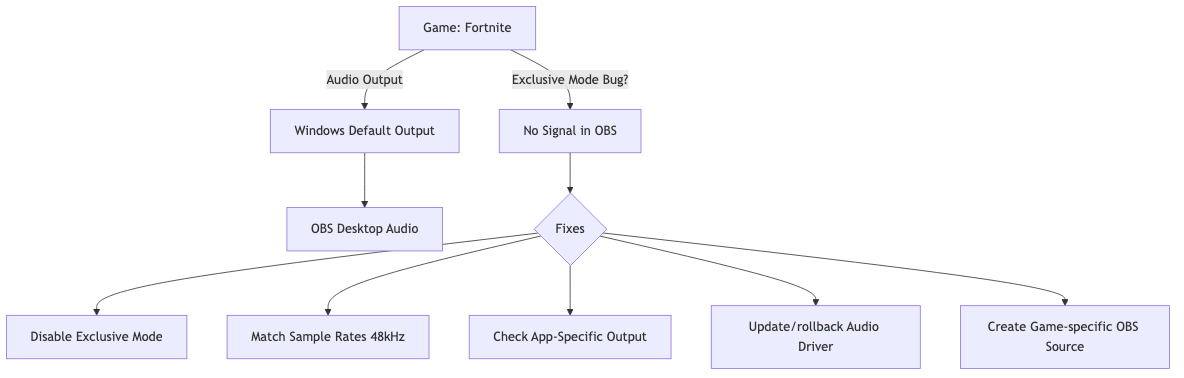 Game: Fortnite
Audio Output
Exclusive Mode Bug?
Windows Default Output
No Signal in OBS
OBS Desktop Audio
Fixes
Disable Exclusive Mode
Match Sample Rates 48kHz
Check App-Specific Output
Update/rollback Audio
Driver
Create Game-specific OBS
Source